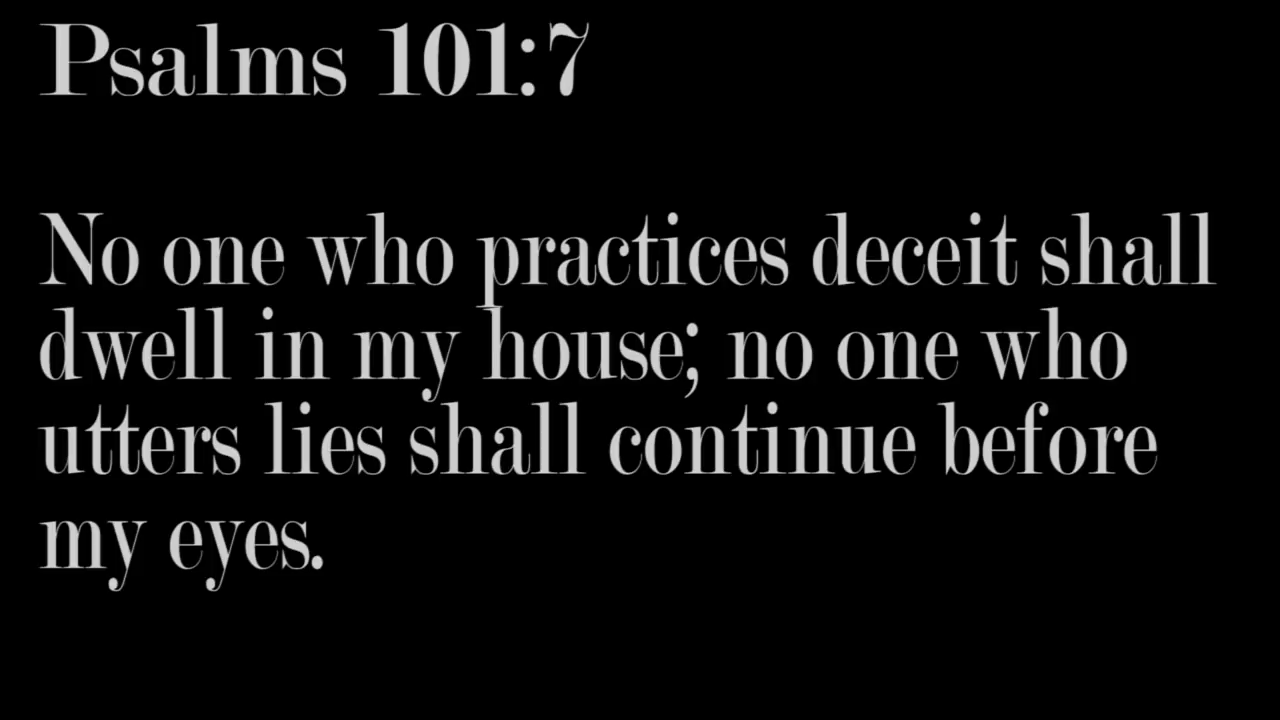 Psalms 101:7
No one who practices deceit shall
dwell in my house; no one who
utters lies shall continue before
my eyes.